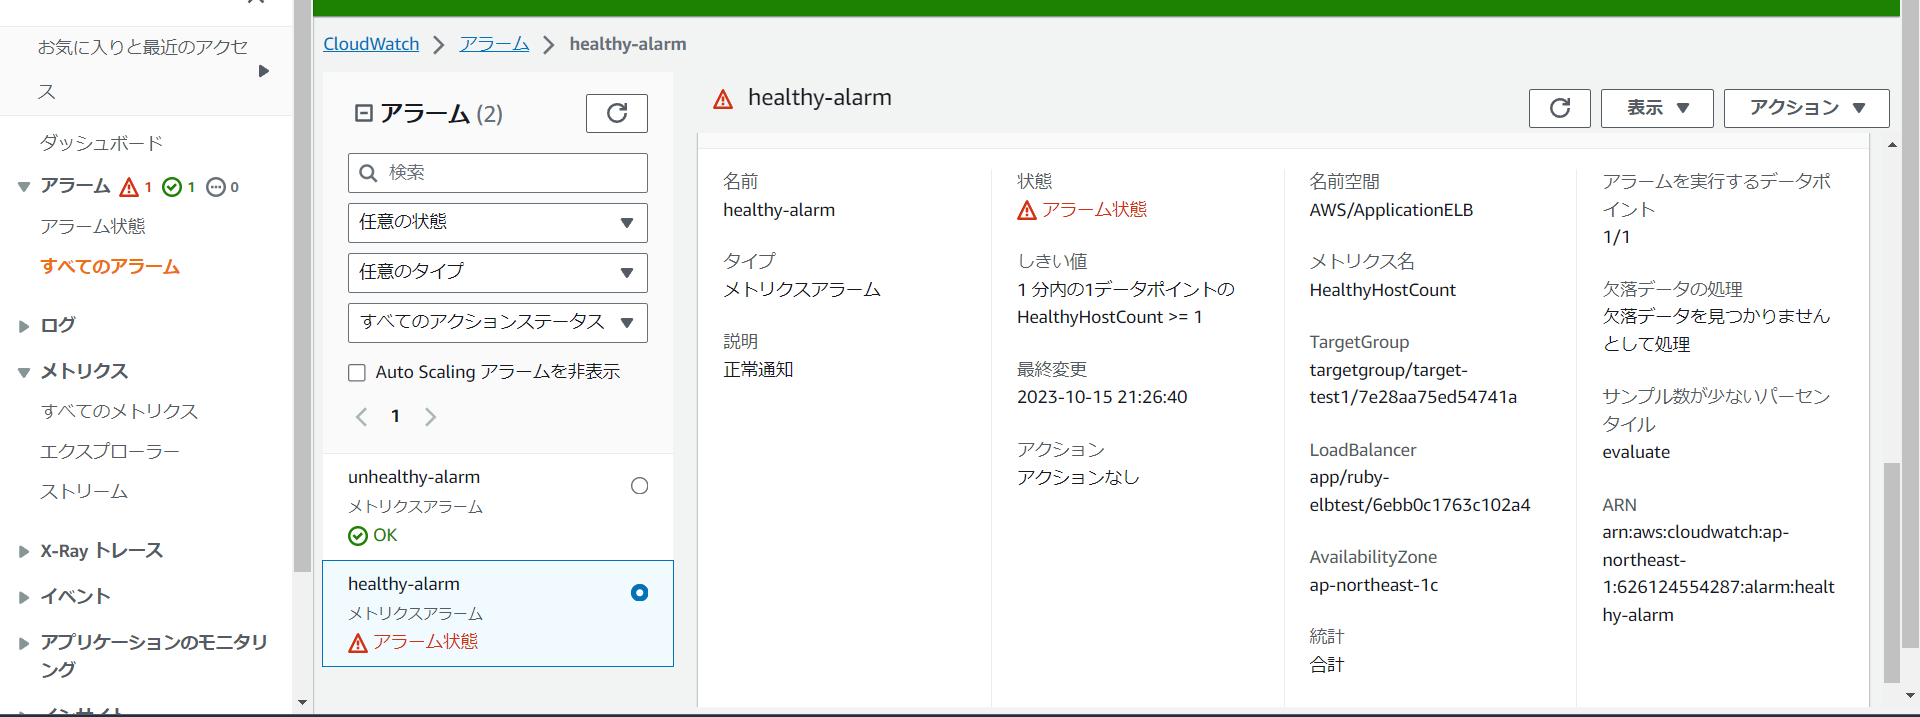 お気に入りと最近のアクセ
ス
ダッシュボード
アラーム 1 1 0
アラーム状態
すべてのアラーム
ログ
メトリクス
すべてのメトリクス
エクスプローラー
ストリーム
X-Ray トレース
イベント
アプリケーションのモニタリ
ング
インサイト
CloudWatch アラーム healthy-alarm
アラーム (2)
検索
任意の状態
任意のタイプ
すべてのアクションステータス
Auto Scaling アラームを非表示
1
unhealthy-alarm
メトリクスアラーム
OK
healthy-alarm
メトリクスアラーム
アラーム状態
healthy-alarm
表示
アクション
名前
healthy-alarm
タイプ
メトリクスアラーム
説明
正常通知
状態
アラーム状態
しきい値
1 分内の1データポイントの
HealthyHostCount >= 1
最終変更
2023-10-15 21:26:40
アクション
アクションなし
名前空間
AWS/ApplicationELB
メトリクス名
HealthyHostCount
TargetGroup
targetgroup/target-
test1/7e28aa75ed54741a
LoadBalancer
app/ruby-
elbtest/6ebb0c1763c102a4
AvailabilityZone
ap-northeast-1c
統計
合計
アラームを実行するデータポ
イント
1/1
欠落データの処理
欠落データを見つかりません
として処理
サンプル数が少ないパーセン
タイル
evaluate
ARN
arn:aws:cloudwatch:ap-
northeast-
1:626124554287:alarm:healt
hy-alarm